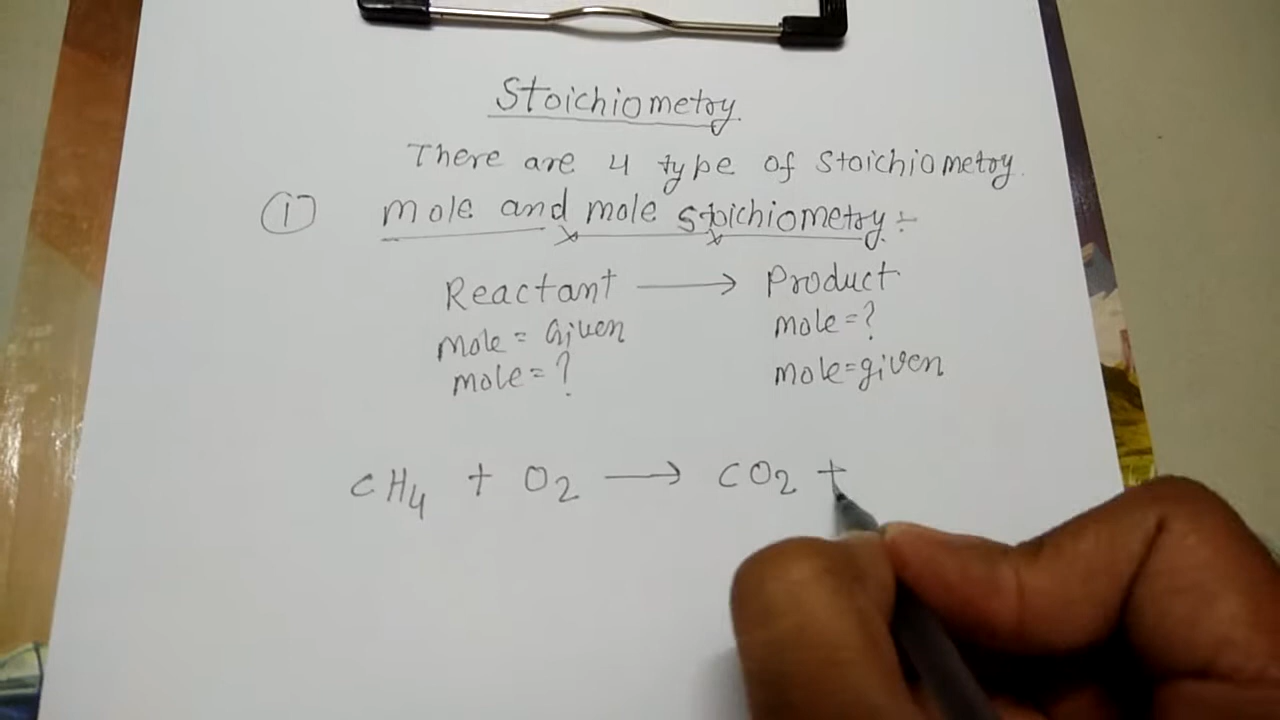 Stoichiometry.
There are 4 type of Stoichiometry.
① mole and mole stoichiometry:-
Reactant → Product
mole = Given mole = ?
mole = ? mole = given
CH4 + O2 → CO2 +